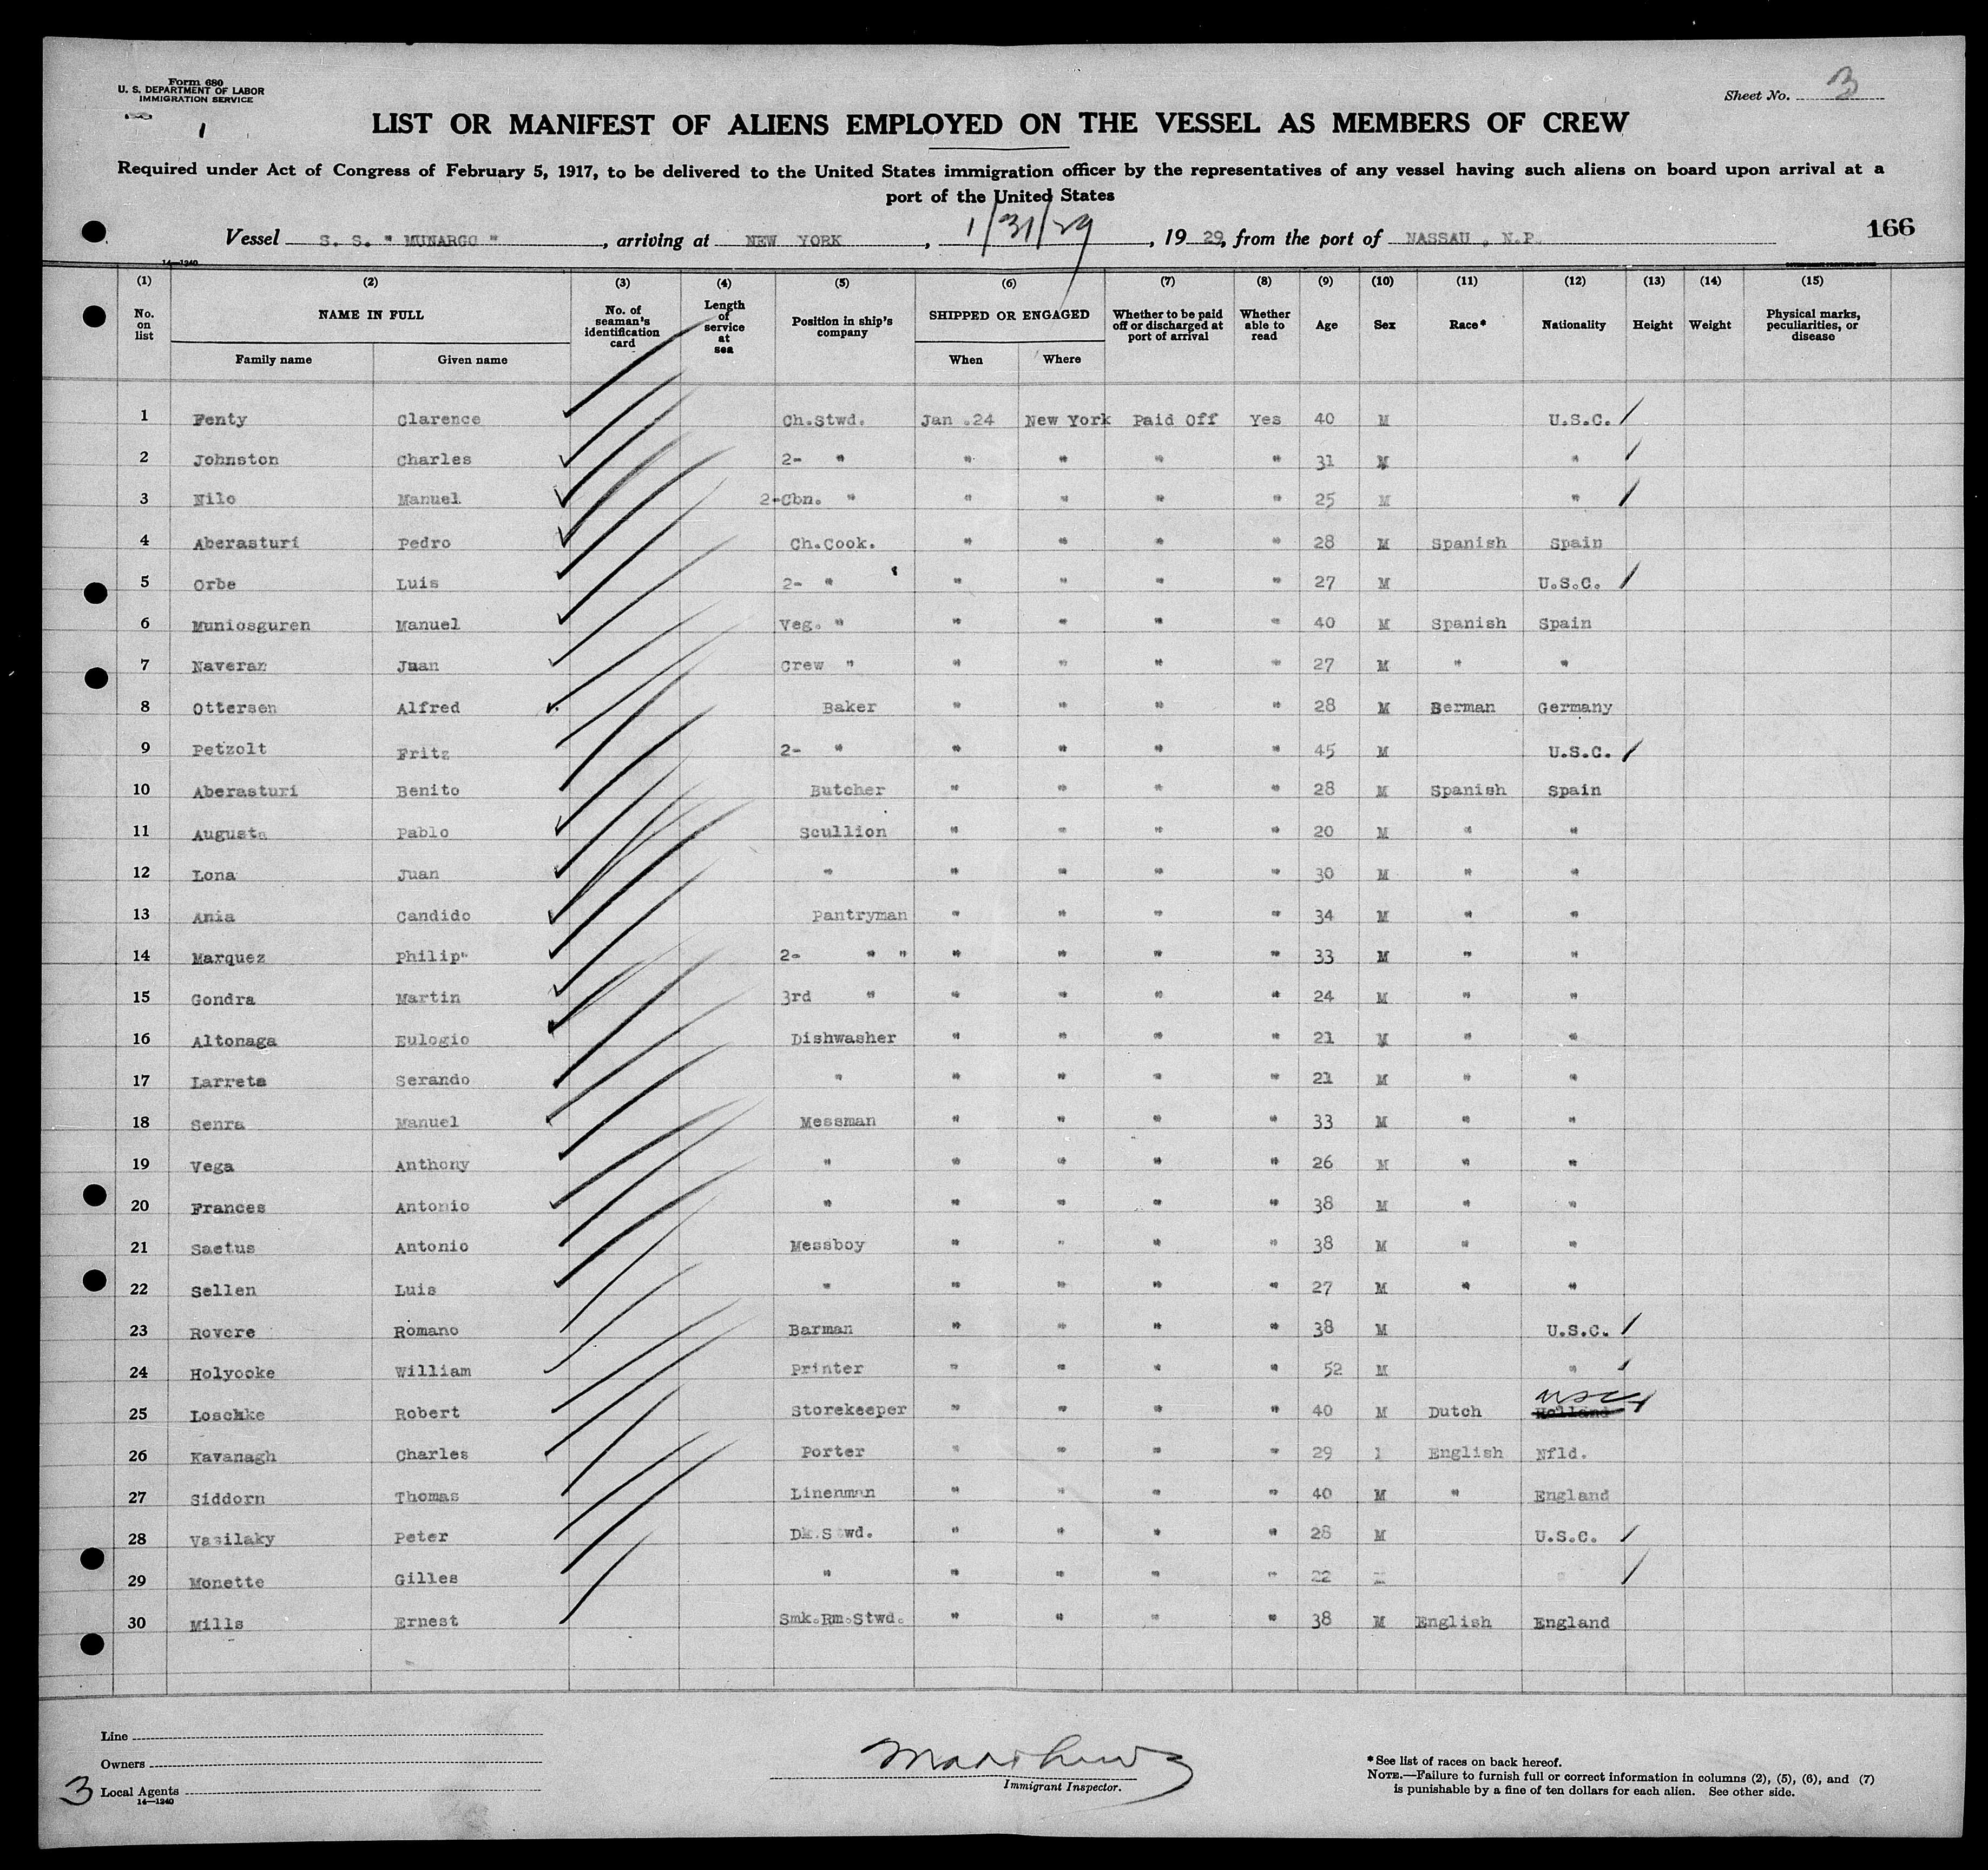 Form 680
U. S. DEPARTMENT OF LABOR
IMMIGRATION SERVICE
1
Sheet No. 3
LIST OR MANIFEST OF ALIENS EMPLOYED ON THE VESSEL AS MEMBERS OF CREW
Required under Act of Congress of February 5, 1917, to be delivered to the United States immigration officer by the representatives of any vessel having such aliens on board upon arrival at a
port of the United States
Vessel S. S. " MUNARGO ", arriving at NEW YORK, 1/31/29, 1929, from the port of NASSAU , N.P.
166
14—1240
(1) (2) (3) (4) (5) (6) (7) (8) (9) (10) (11) (12) (13) (14) (15)
No. on list NAME IN FULL No. of seaman's identification card Length of service at sea Position in ship's company SHIPPED OR ENGAGED Whether to be paid off or discharged at port of arrival Whether able to read Age Sex Race* Nationality Height Weight Physical marks, peculiarities, or disease
Family name Given name When Where
1 Fenty Clarence Ch.Stwd. Jan .24 New York Paid Off Yes 40 M U.S.C.
2 Johnston Charles 2- " " " " " 31 M "
3 Nilo Manuel 2-Cbn. " " " " " 25 M "
4 Aberasturi Pedro Ch.Cook. " " " " 28 M Spanish Spain
5 Orbe Luis 2- " " " " " 27 M U.S.C.
6 Muniosguren Manuel Veg. " " " " " 40 M Spanish Spain
7 Naveran Juan Crew " " " " " 27 M " "
8 Ottersen Alfred Baker " " " " 28 M Berman Germany
9 Petzolt Fritz 2- " " " " " 45 M U.S.C.
10 Aberasturi Benito Butcher " " " " 28 M Spanish Spain
11 Augusta Pablo Scullion " " " " 20 M " "
12 Lona Juan " " " " " 30 M " "
13 Ania Candido Pantryman " " " " 34 M " "
14 Marquez Philip" 2- " " " " " " 33 M " "
15 Gondra Martin 3rd " " " " " 24 M " "
16 Altonaga Eulogio Dishwasher " " " " 21 M " "
17 Larreta Serando " " " " " 21 M " "
18 Senra Manuel Messman " " " " 33 M " "
19 Vega Anthony " " " " " 26 M " "
20 Frances Antonio " " " " " 38 M " "
21 Saetus Antonio Messboy " " " " 38 M " "
22 Sellen Luis " " " " " 27 M " "
23 Rovere Romano Barman " " " " 38 M U.S.C.
24 Holyooke William Printer " " " " 52 M "
usc
25 Loschke Robert Storekeeper " " " " 40 M Dutch Holland
26 Kavanagh Charles Porter " " " " 29 English Nfld.
27 Siddorn Thomas Linenman " " " " 40 M " England
28 Vasilaky Peter Dk.Stwd. " " " " 28 M U.S.C.
29 Monette Gilles " " " " " 22 M "
30 Mills Ernest Smk.Rm.Stwd. " " " " 38 M English England
Line
Owners
3 Local Agents
14—1240
Matthews
Immigrant Inspector.
*See list of races on back hereof.
NOTE.—Failure to furnish full or correct information in columns (2), (5), (6), and (7)
is punishable by a fine of ten dollars for each alien. See other side.